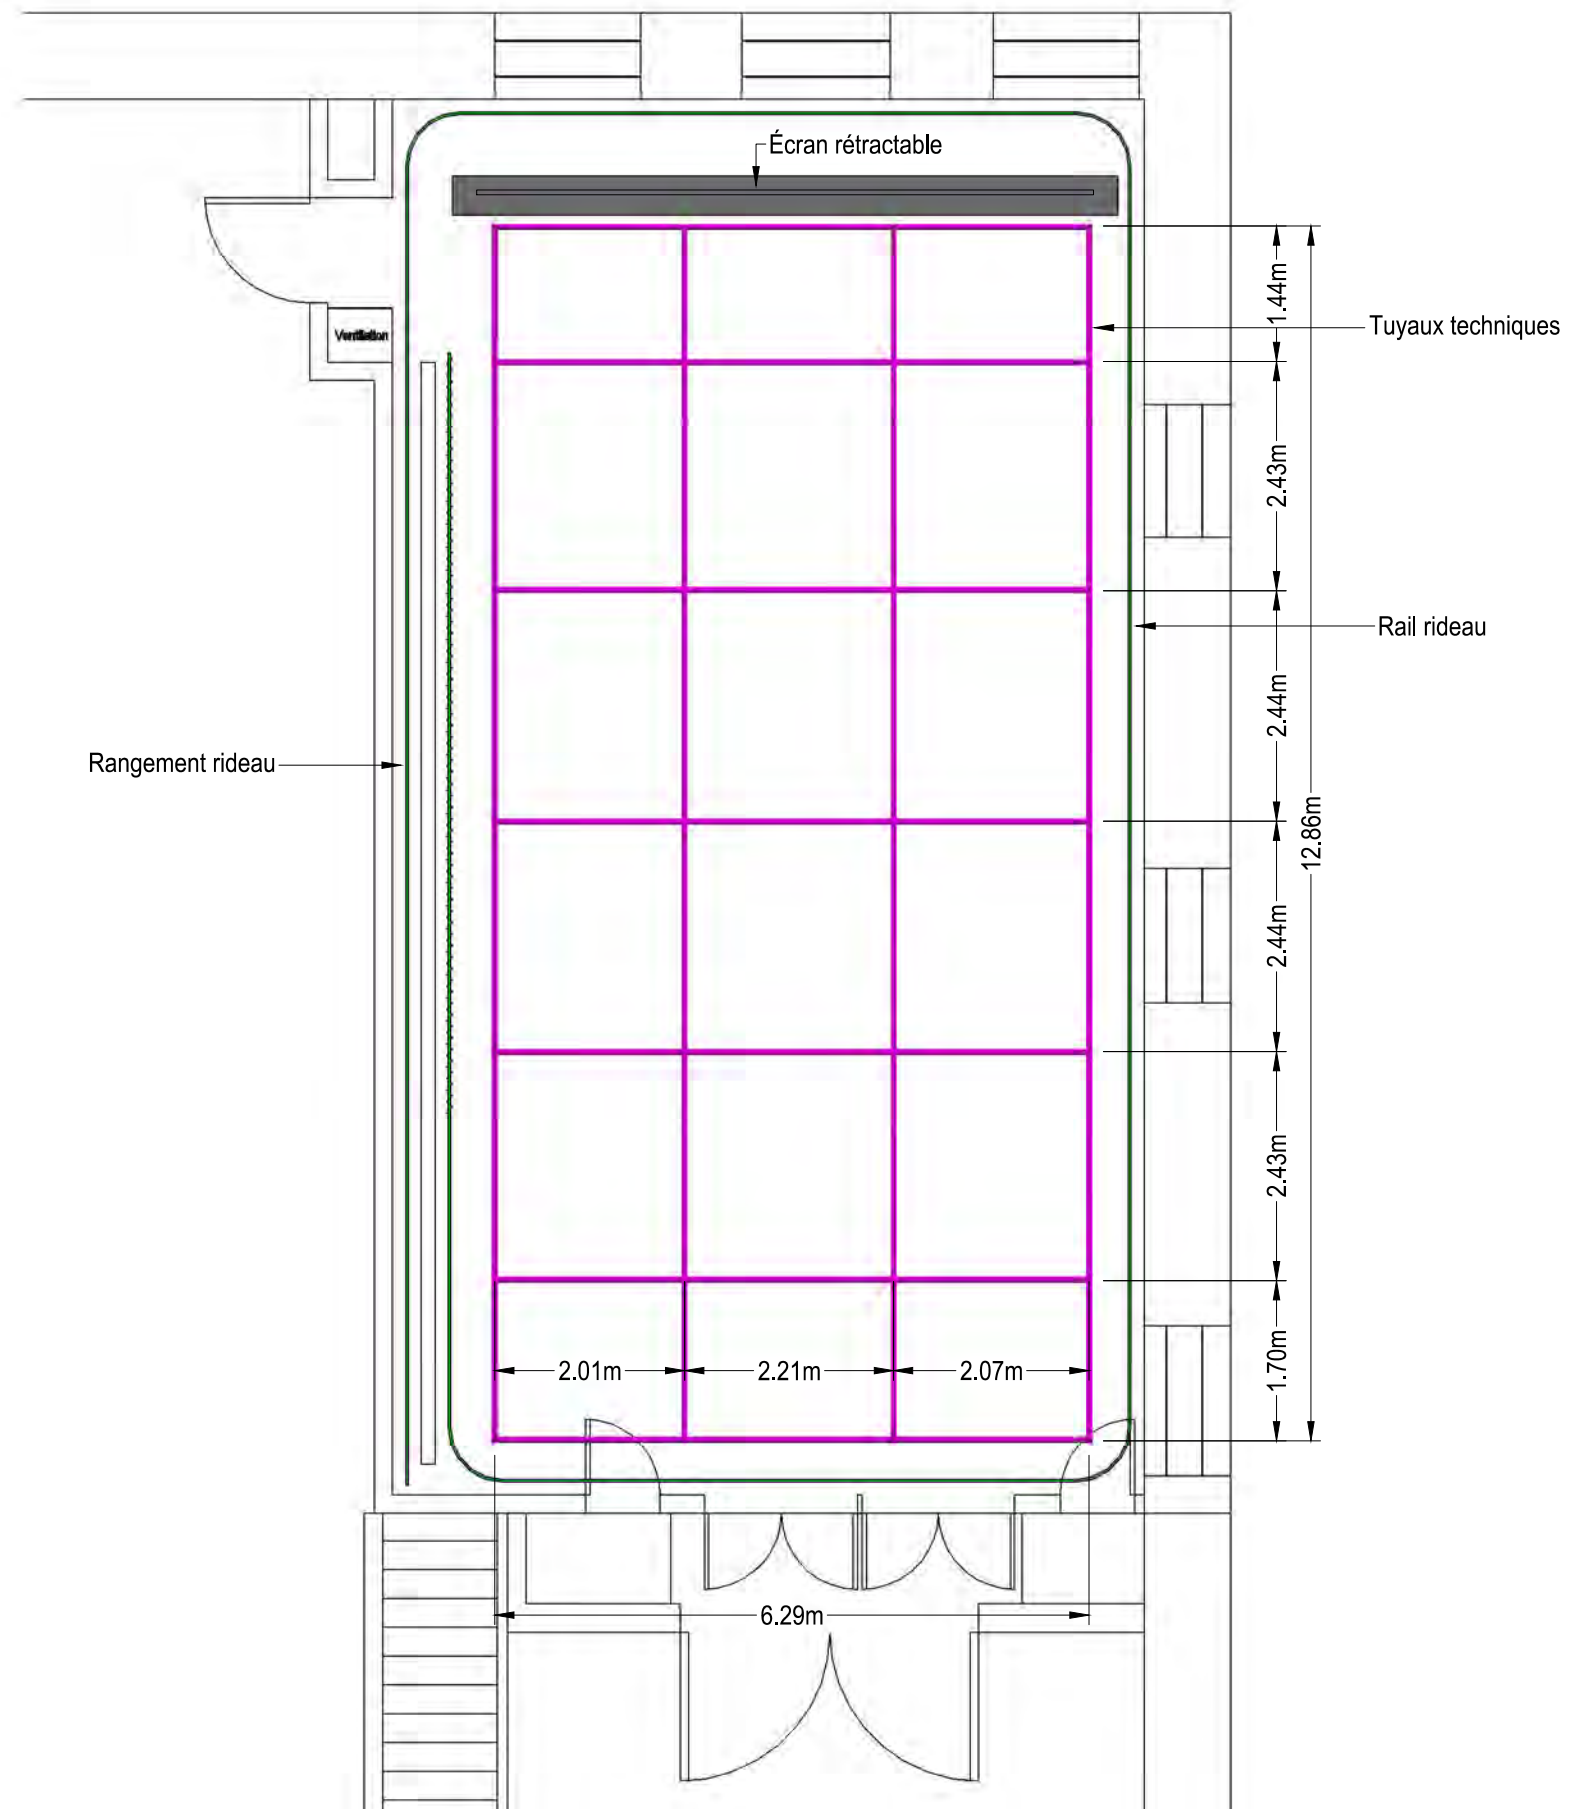 Écran rétractable
1.44m
Tuyaux techniques
Ventilation
2.43m
Rail rideau
2.44m
Rangement rideau
12.86m
2.44m
2.43m
1.70m
2.01m
2.21m
2.07m
6.29m